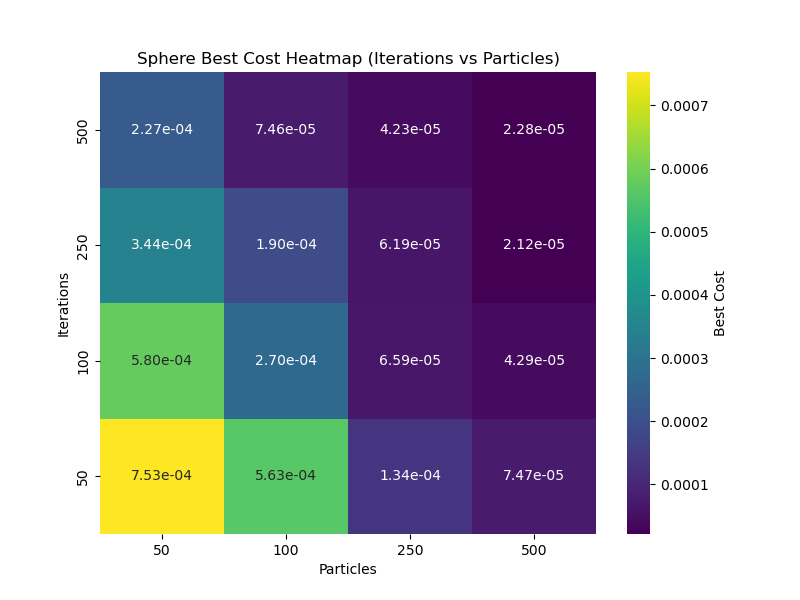 Sphere Best Cost Heatmap (Iterations vs Particles)
Iterations
500
2.27e-04 7.46e-05 4.23e-05 2.28e-05
250
3.44e-04 1.90e-04 6.19e-05 2.12e-05
100
5.80e-04 2.70e-04 6.59e-05 4.29e-05
50
7.53e-04 5.63e-04 1.34e-04 7.47e-05
50 100 250 500
Particles
0.0007
0.0006
0.0005
0.0004
0.0003
0.0002
0.0001
Best Cost